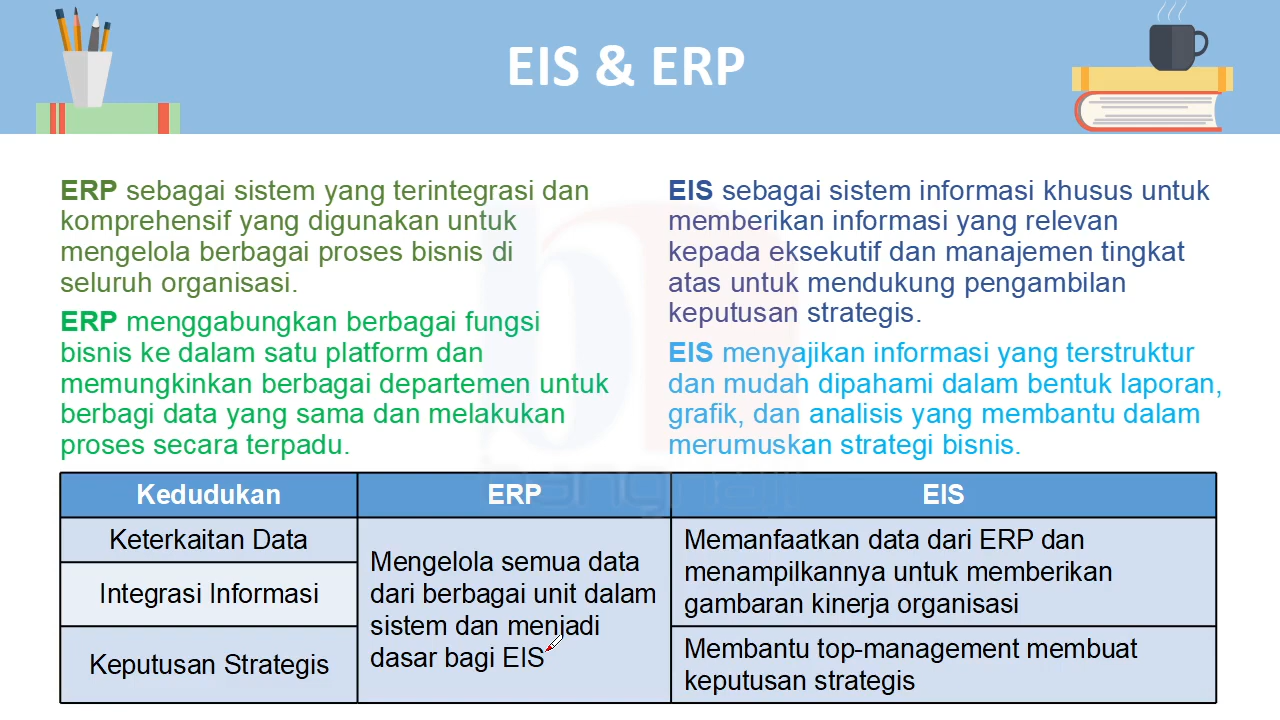 EIS & ERP
ERP sebagai sistem yang terintegrasi dan
komprehensif yang digunakan untuk
mengelola berbagai proses bisnis di
seluruh organisasi.
ERP menggabungkan berbagai fungsi
bisnis ke dalam satu platform dan
memungkinkan berbagai departemen untuk
berbagi data yang sama dan melakukan
proses secara terpadu.
EIS sebagai sistem informasi khusus untuk
memberikan informasi yang relevan
kepada eksekutif dan manajemen tingkat
atas untuk mendukung pengambilan
keputusan strategis.
EIS menyajikan informasi yang terstruktur
dan mudah dipahami dalam bentuk laporan,
grafik, dan analisis yang membantu dalam
merumuskan strategi bisnis.
Kedudukan ERP EIS
Keterkaitan Data
Integrasi Informasi
Keputusan Strategis
Mengelola semua data
dari berbagai unit dalam
sistem dan menjadi
dasar bagi EIS
Memanfaatkan data dari ERP dan
menampilkannya untuk memberikan
gambaran kinerja organisasi
Membantu top-management membuat
keputusan strategis